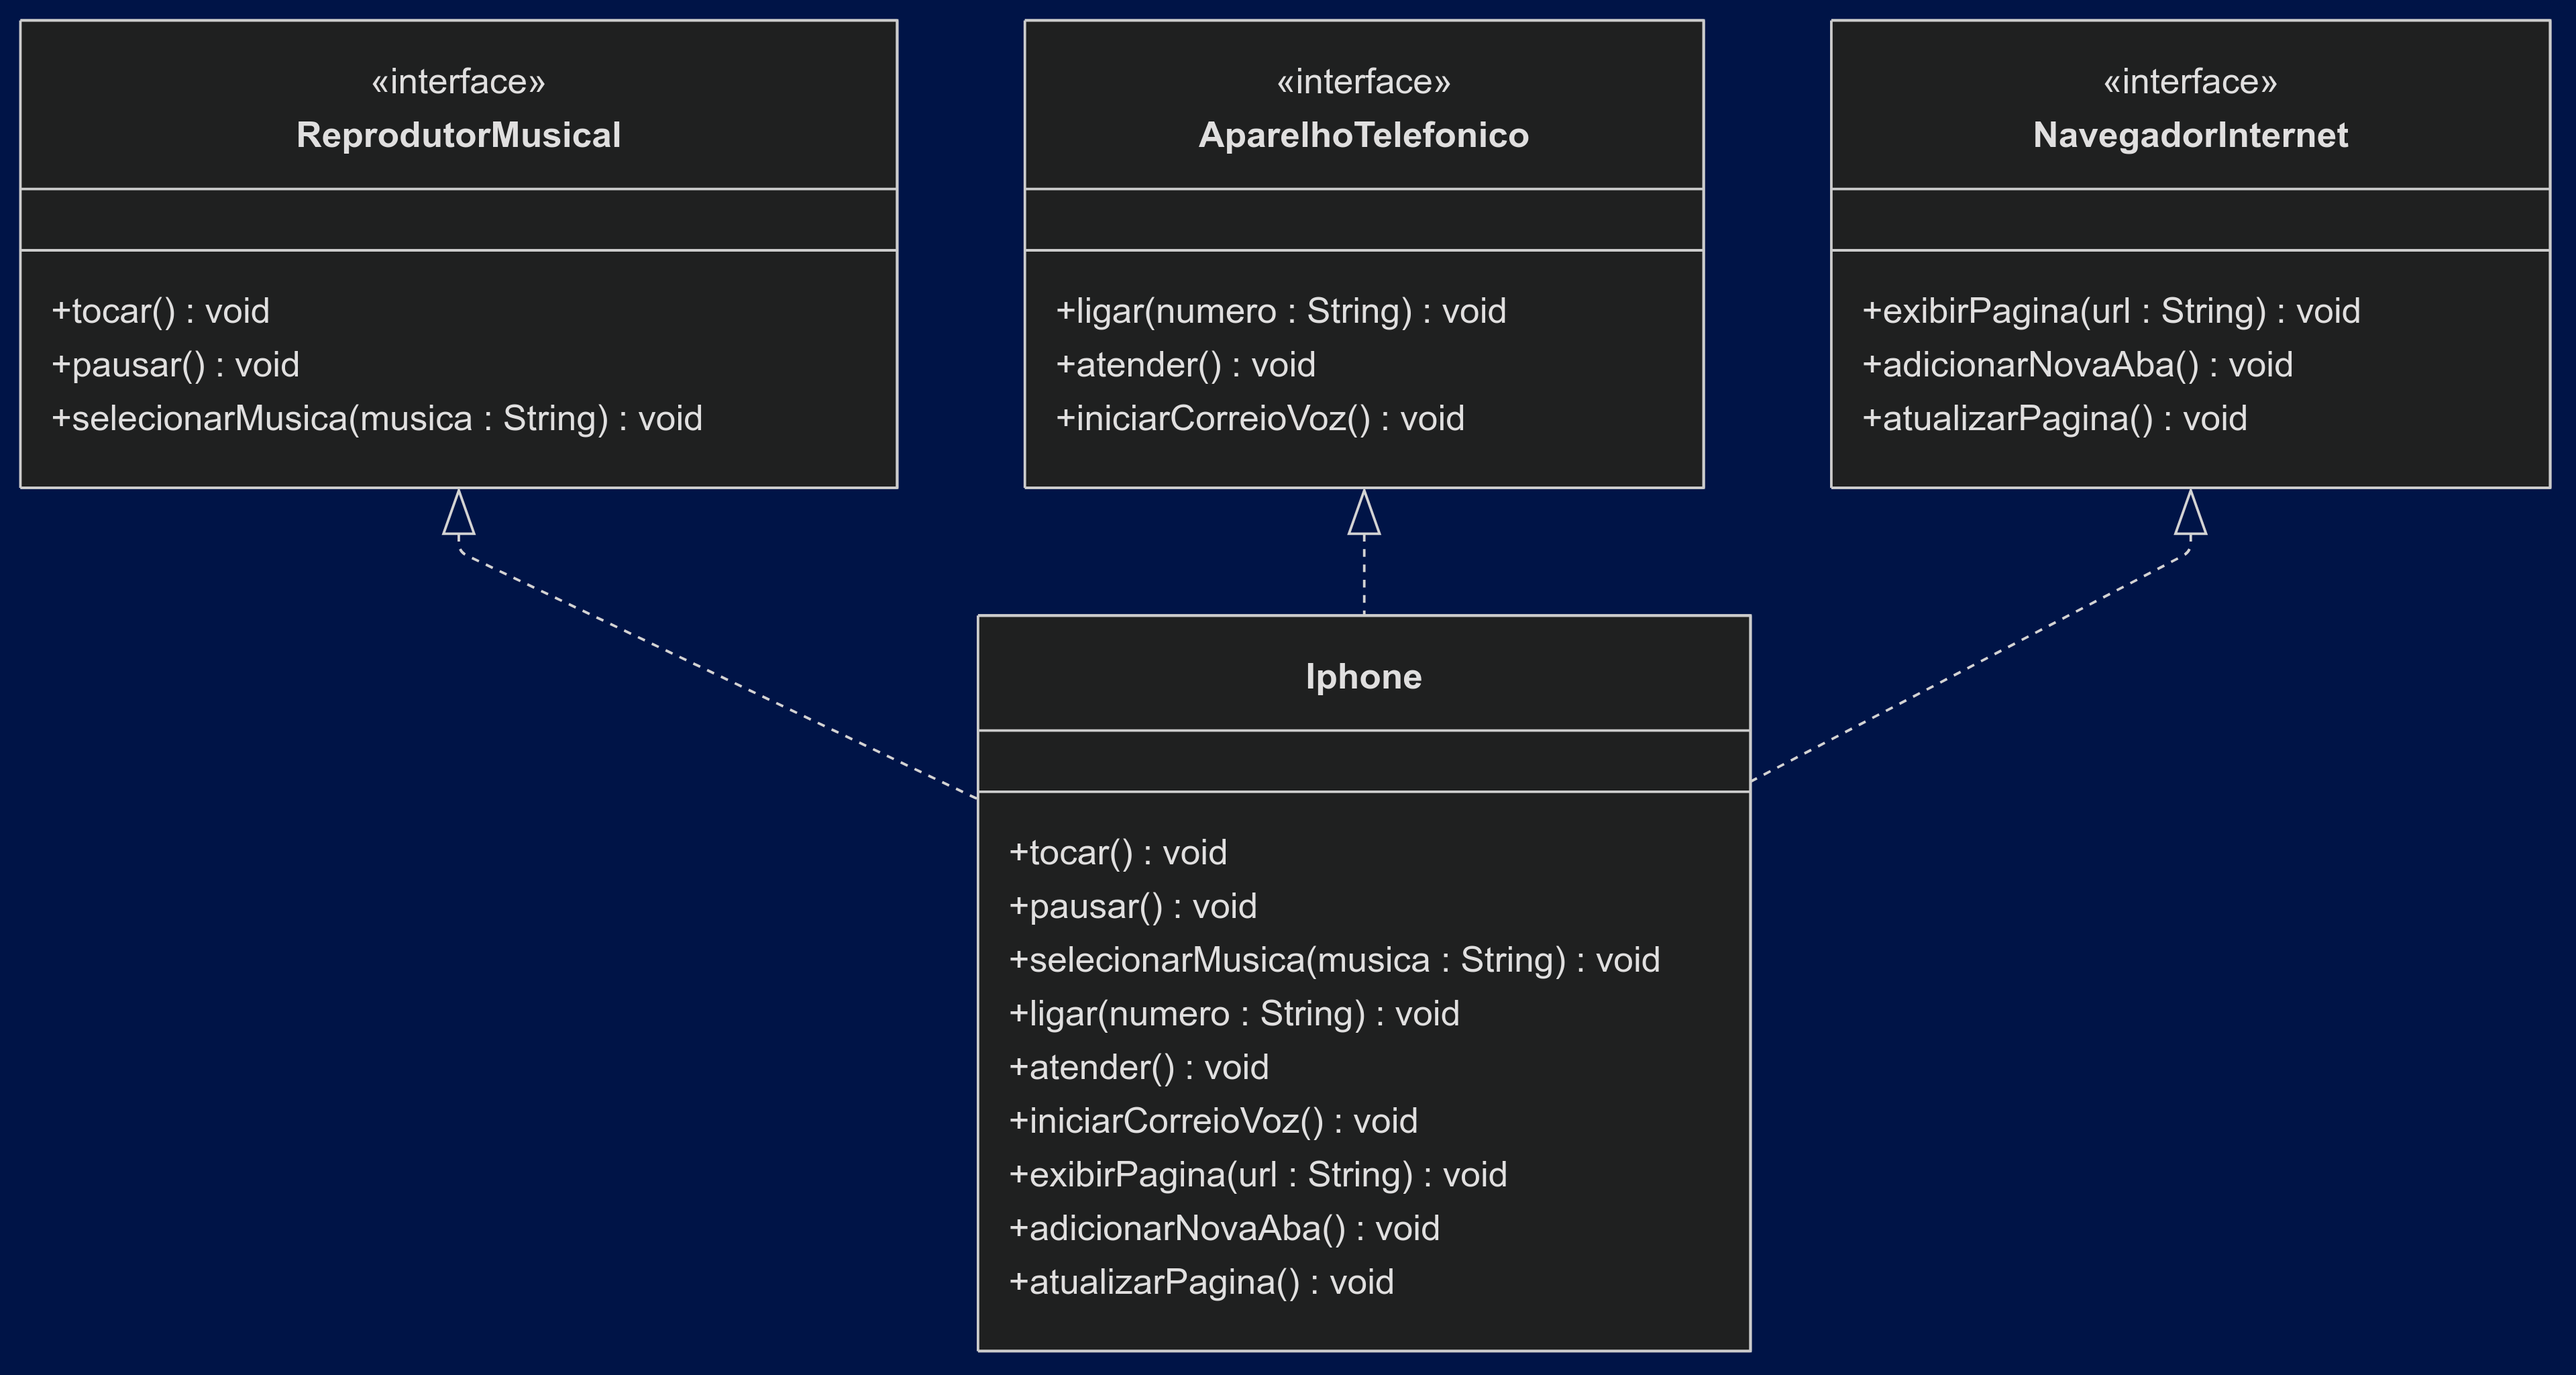 «interface»
ReprodutorMusical
+tocar() : void
+pausar() : void
+selecionarMusica(musica : String) : void
«interface»
AparelhoTelefonico
+ligar(numero : String) : void
+atender() : void
+iniciarCorreioVoz() : void
«interface»
NavegadorInternet
+exibirPagina(url : String) : void
+adicionarNovaAba() : void
+atualizarPagina() : void
Iphone
+tocar() : void
+pausar() : void
+selecionarMusica(musica : String) : void
+ligar(numero : String) : void
+atender() : void
+iniciarCorreioVoz() : void
+exibirPagina(url : String) : void
+adicionarNovaAba() : void
+atualizarPagina() : void